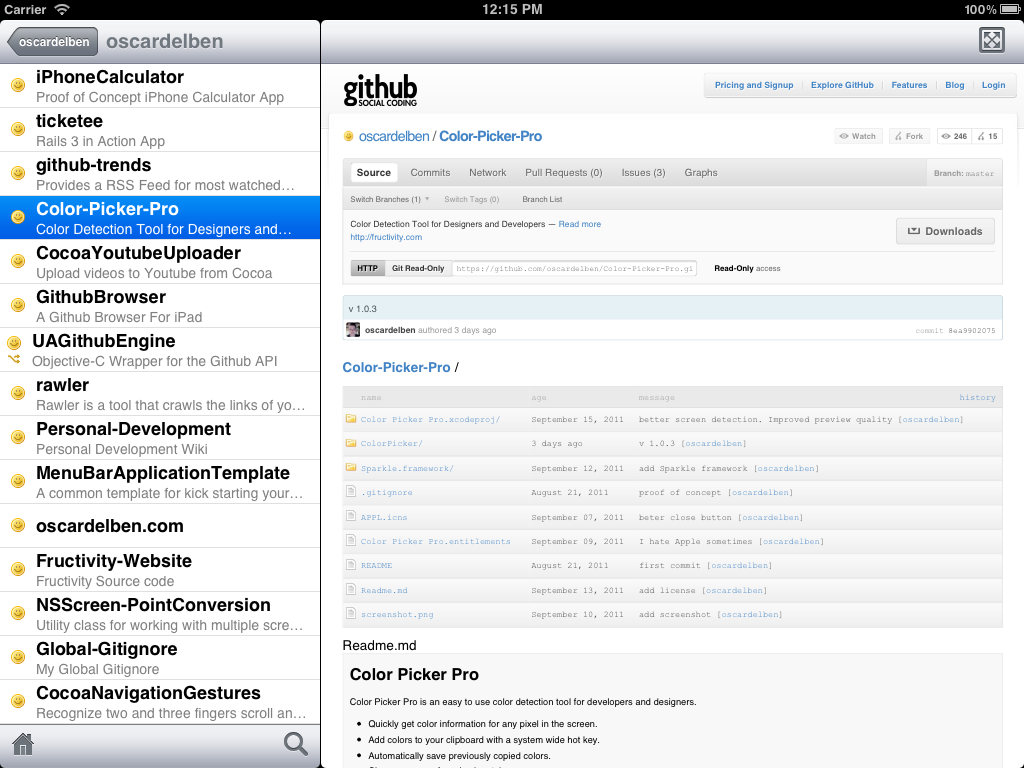 Carrier 12:15 PM 100%
oscardelben oscardelben
iPhoneCalculator
Proof of Concept iPhone Calculator App
ticketee
Rails 3 in Action App
github-trends
Provides a RSS Feed for most watched…
Color-Picker-Pro
Color Detection Tool for Designers and…
CocoaYoutubeUploader
Upload videos to Youtube from Cocoa
GithubBrowser
A Github Browser For iPad
UAGithubEngine
Objective-C Wrapper for the Github API
rawler
Rawler is a tool that crawls the links of yo…
Personal-Development
Personal Development Wiki
MenuBarApplicationTemplate
A common template for kick starting your…
oscardelben.com
Fructivity-Website
Fructivity Source code
NSScreen-PointConversion
Utility class for working with multiple scre…
Global-Gitignore
My Global Gitignore
CocoaNavigationGestures
Recognize two and three fingers scroll an…
github
SOCIAL CODING
Pricing and Signup Explore GitHub Features Blog Login
oscardelben / Color-Picker-Pro
Watch Fork 246 15
Source Commits Network Pull Requests (0) Issues (3) Graphs Branch: master
Switch Branches (1) Switch Tags (0) Branch List
Color Detection Tool for Designers and Developers — Read more
http://fructivity.com
Downloads
HTTP Git Read-Only https://github.com/oscardelben/Color-Picker-Pro.gi Read-Only access
v 1.0.3
oscardelben authored 3 days ago commit 8ea9902075
Color-Picker-Pro /
name age message history
Color Picker Pro.xcodeproj/ September 15, 2011 better screen detection. Improved preview quality [oscardelben]
ColorPicker/ 3 days ago v 1.0.3 [oscardelben]
Sparkle.framework/ September 12, 2011 add Sparkle framework [oscardelben]
.gitignore August 21, 2011 proof of concept [oscardelben]
APPL.icns September 07, 2011 beter close button [oscardelben]
Color Picker Pro.entitlements September 09, 2011 I hate Apple sometimes [oscardelben]
README August 21, 2011 first commit [oscardelben]
Readme.md September 13, 2011 add license [oscardelben]
screenshot.png September 10, 2011 add screenshot [oscardelben]
Readme.md
Color Picker Pro
Color Picker Pro is an easy to use color detection tool for developers and designers.
• Quickly get color information for any pixel in the screen.
• Add colors to your clipboard with a system wide hot key.
• Automatically save previously copied colors.